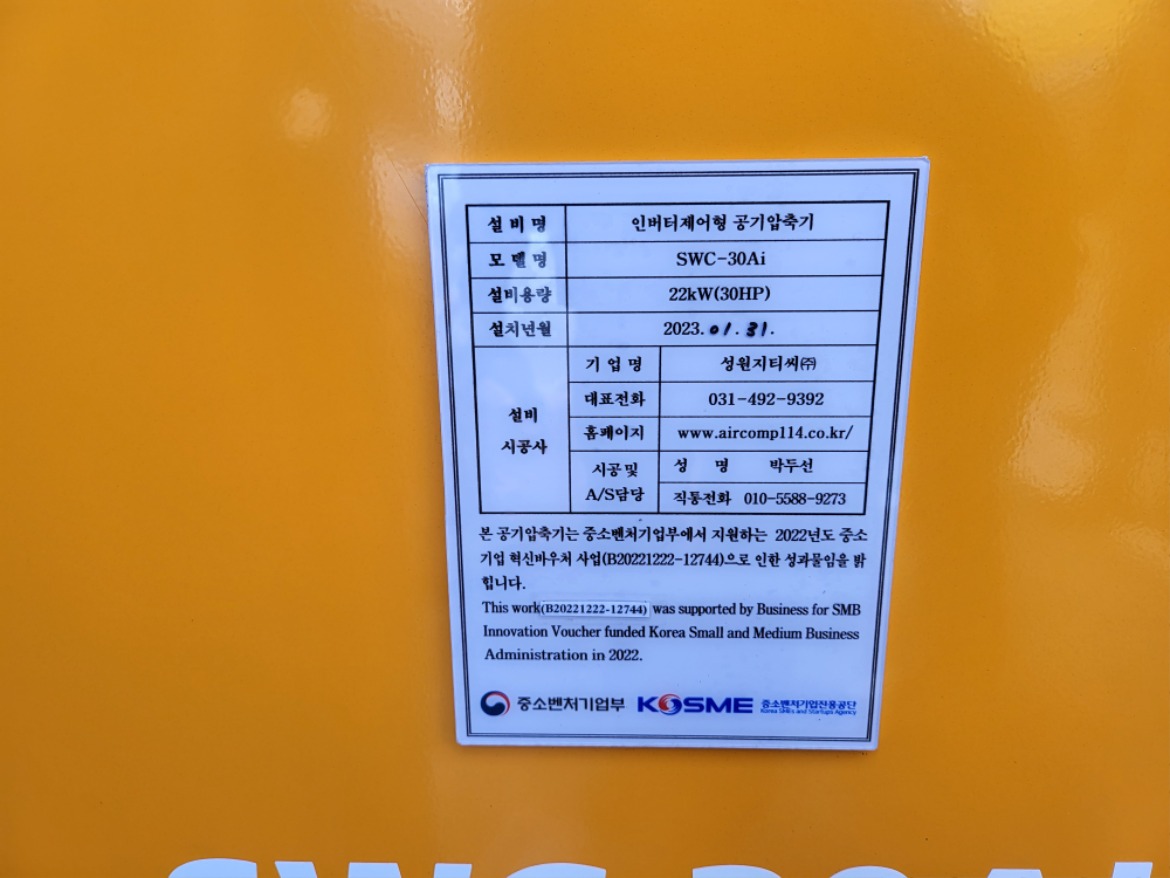 설 비 명 인버터제어형 공기압축기
모 델 명 SWC-30Ai
설비용량 22kW(30HP)
설치년월 2023. 01. 31.
설비
시공사
기 업 명 성원지티씨㈜
대표전화 031-492-9392
홈페이지 www.aircomp114.co.kr/
시공및
A/S담당
성 명 박두선
직통전화 010-5588-9273
본 공기압축기는 중소벤처기업부에서 지원하는 2022년도 중소
기업 혁신바우처 사업(B20221222-12744)으로 인한 성과물임을 밝
힙니다.
This work(B20221222-12744) was supported by Business for SMB
Innovation Voucher funded Korea Small and Medium Business
Administration in 2022.
중소벤처기업부 KOSME 중소벤처기업진흥공단
Korea SMEs and Startups Agency